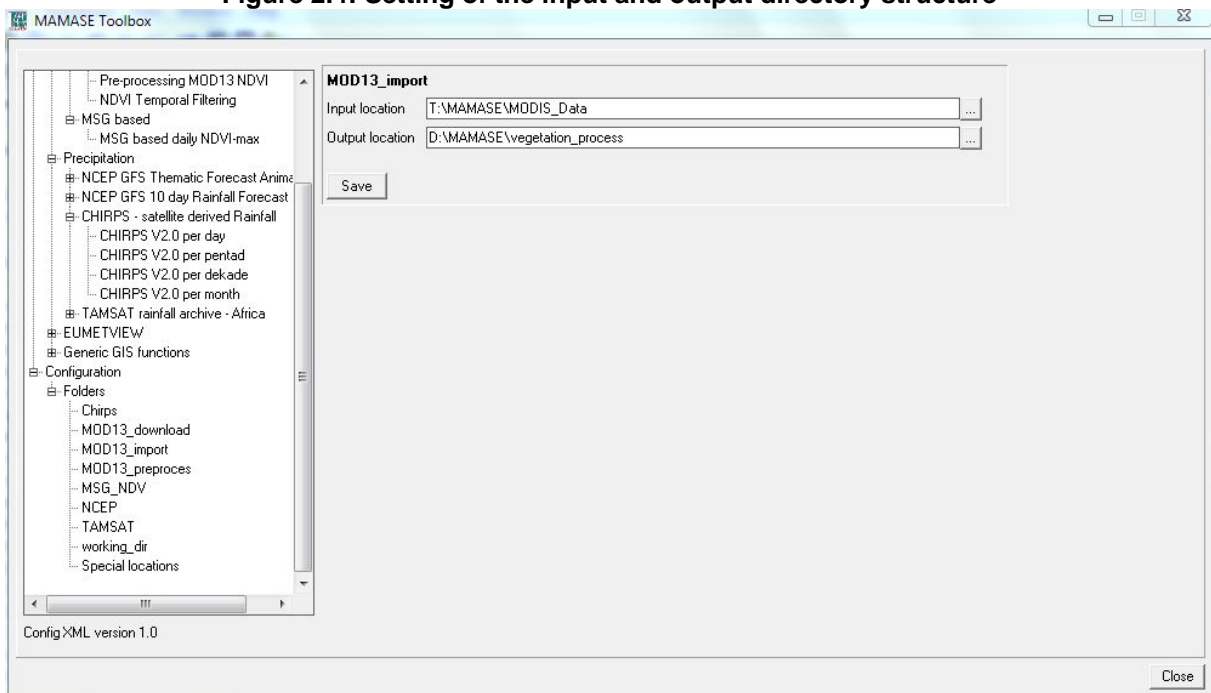 Figure 2.4: Setting of the input and output directory structure
MAMASE Toolbox
Pre-processing MOD13 NDVI
NDVI Temporal Filtering
MSG based
MSG based daily NDVI-max
Precipitation
NCEP GFS Thematic Forecast Anima
NCEP GFS 10 day Rainfall Forecast
CHIRPS - satellite derived Rainfall
CHIRPS V2.0 per day
CHIRPS V2.0 per pentad
CHIRPS V2.0 per dekade
CHIRPS V2.0 per month
TAMSAT rainfall archive - Africa
EUMETVIEW
Generic GIS functions
Configuration
Folders
Chirps
MOD13_download
MOD13_import
MOD13_preproces
MSG_NDV
NCEP
TAMSAT
working_dir
Special locations
Config XML version 1.0
MOD13_import
Input location T:\MAMASE\MODIS_Data ...
Output location D:\MAMASE\vegetation_process ...
Save
Close